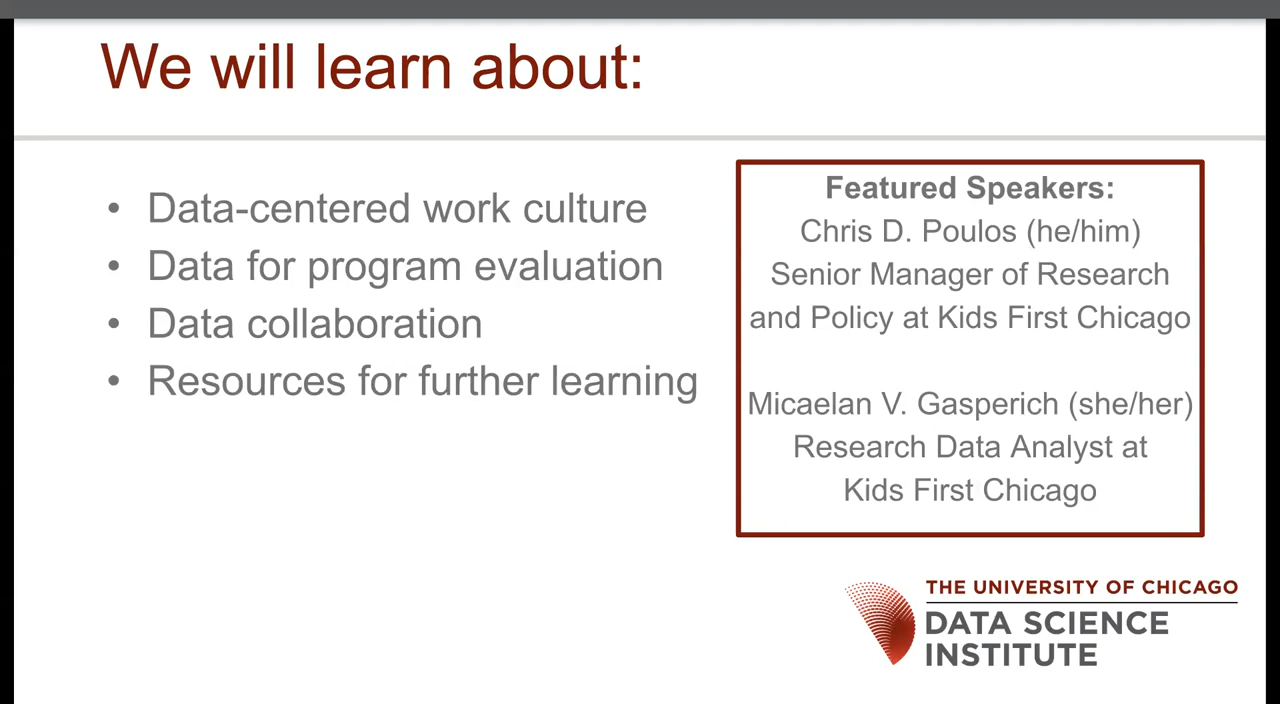 We will learn about:
• Data-centered work culture
• Data for program evaluation
• Data collaboration
• Resources for further learning
Featured Speakers:
Chris D. Poulos (he/him)
Senior Manager of Research
and Policy at Kids First Chicago
Micaelan V. Gasperich (she/her)
Research Data Analyst at
Kids First Chicago
THE UNIVERSITY OF CHICAGO
DATA SCIENCE
INSTITUTE